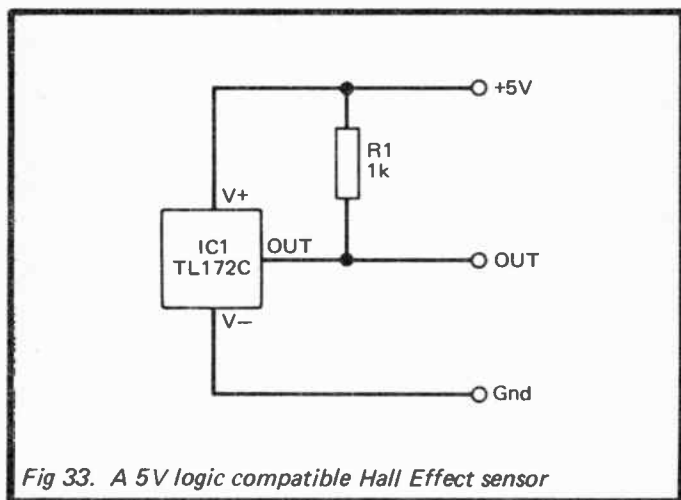 +5V
R1
1k
V+
IC1
TL172C
OUT
OUT
V−
Gnd
Fig 33. A 5V logic compatible Hall Effect sensor